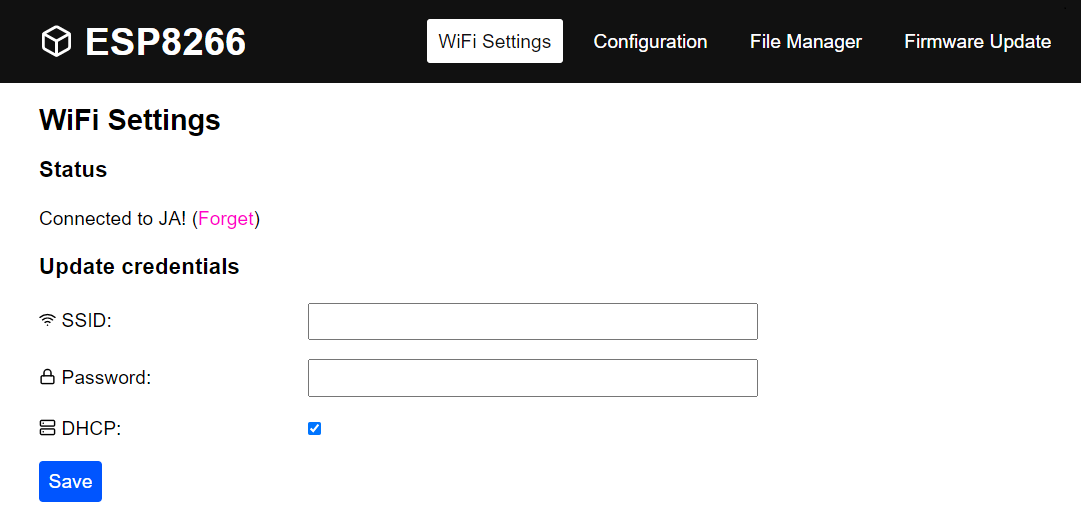 ESP8266 WiFi Settings Configuration File Manager Firmware Update
WiFi Settings
Status
Connected to JA! (Forget)
Update credentials
SSID:
Password:
DHCP:
Save